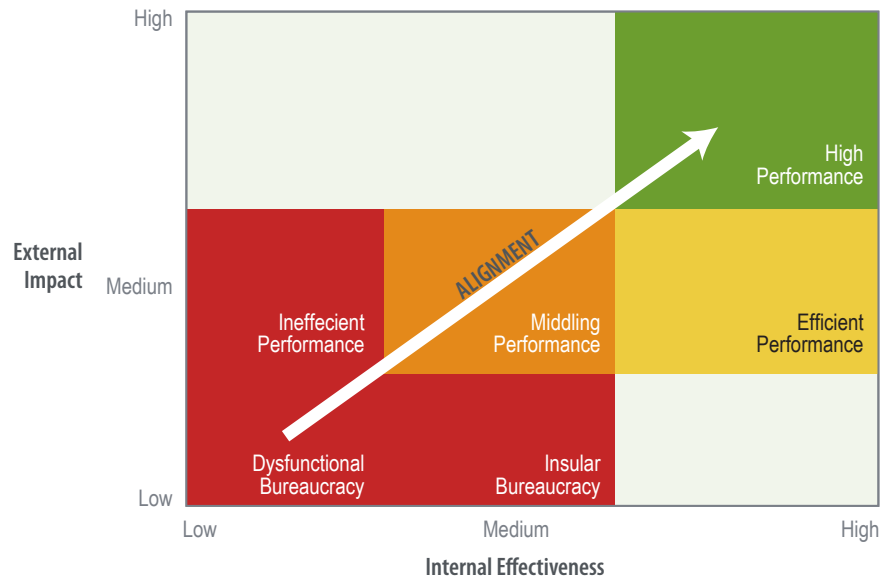 High
High
Performance
External
Impact
Medium
ALIGNMENT
Ineffecient
Performance
Middling
Performance
Efficient
Performance
Dysfunctional
Bureaucracy
Insular
Bureaucracy
Low
Low
Medium
High
Internal Effectiveness